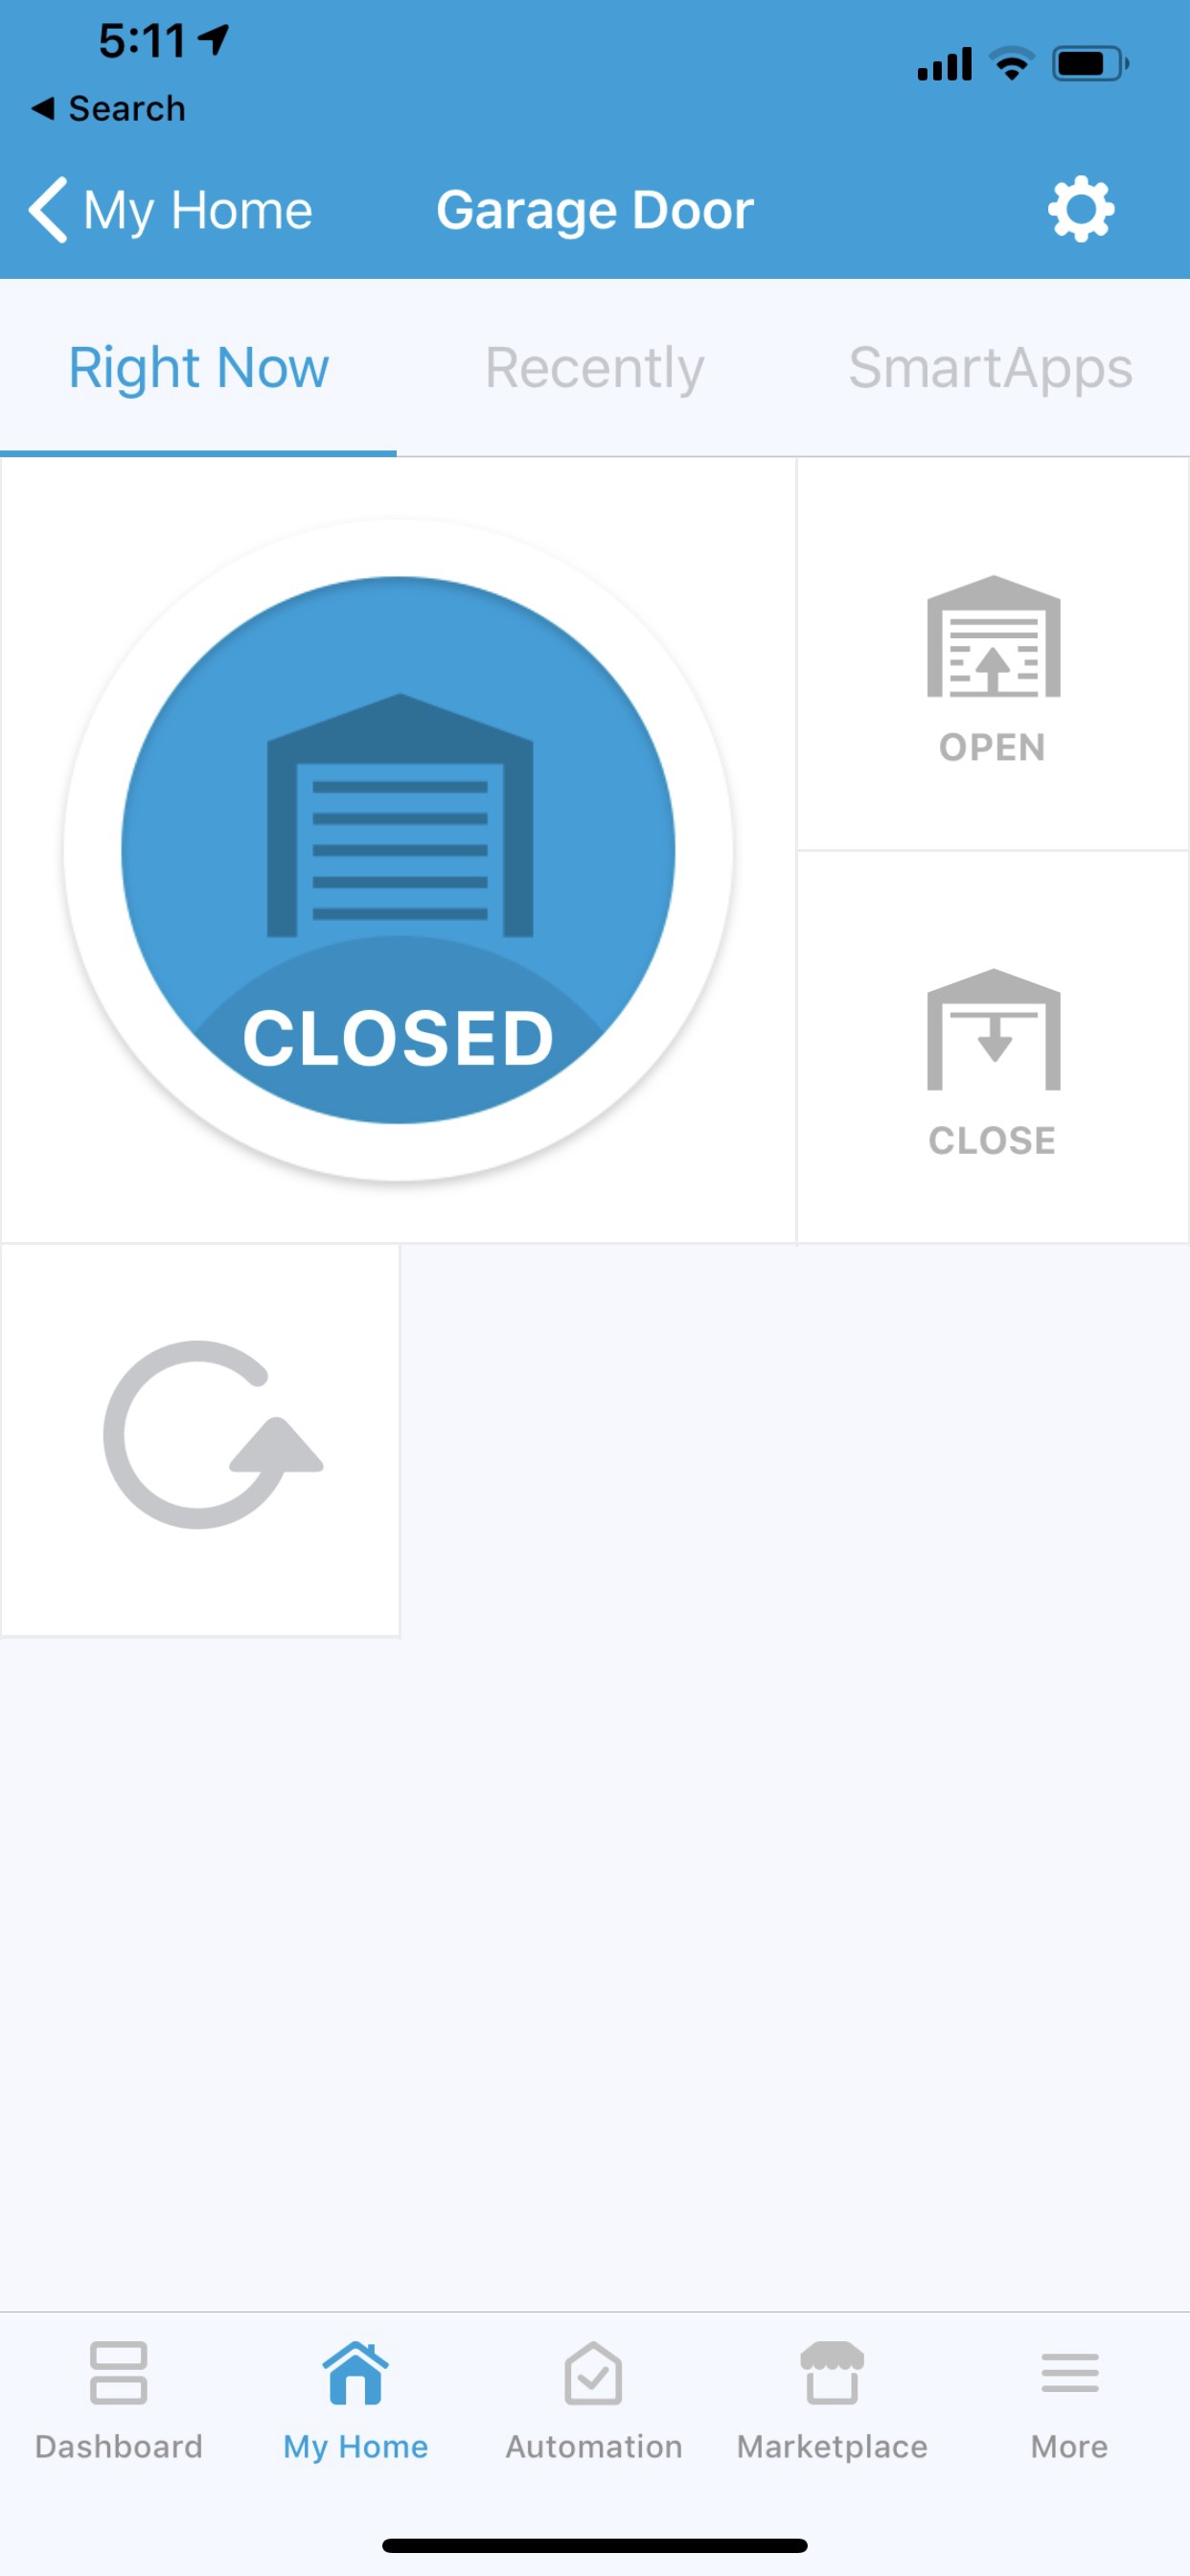 5:11
Search
My Home
Garage Door
Right Now
Recently
SmartApps
OPEN
CLOSED
CLOSE
Dashboard
My Home
Automation
Marketplace
More